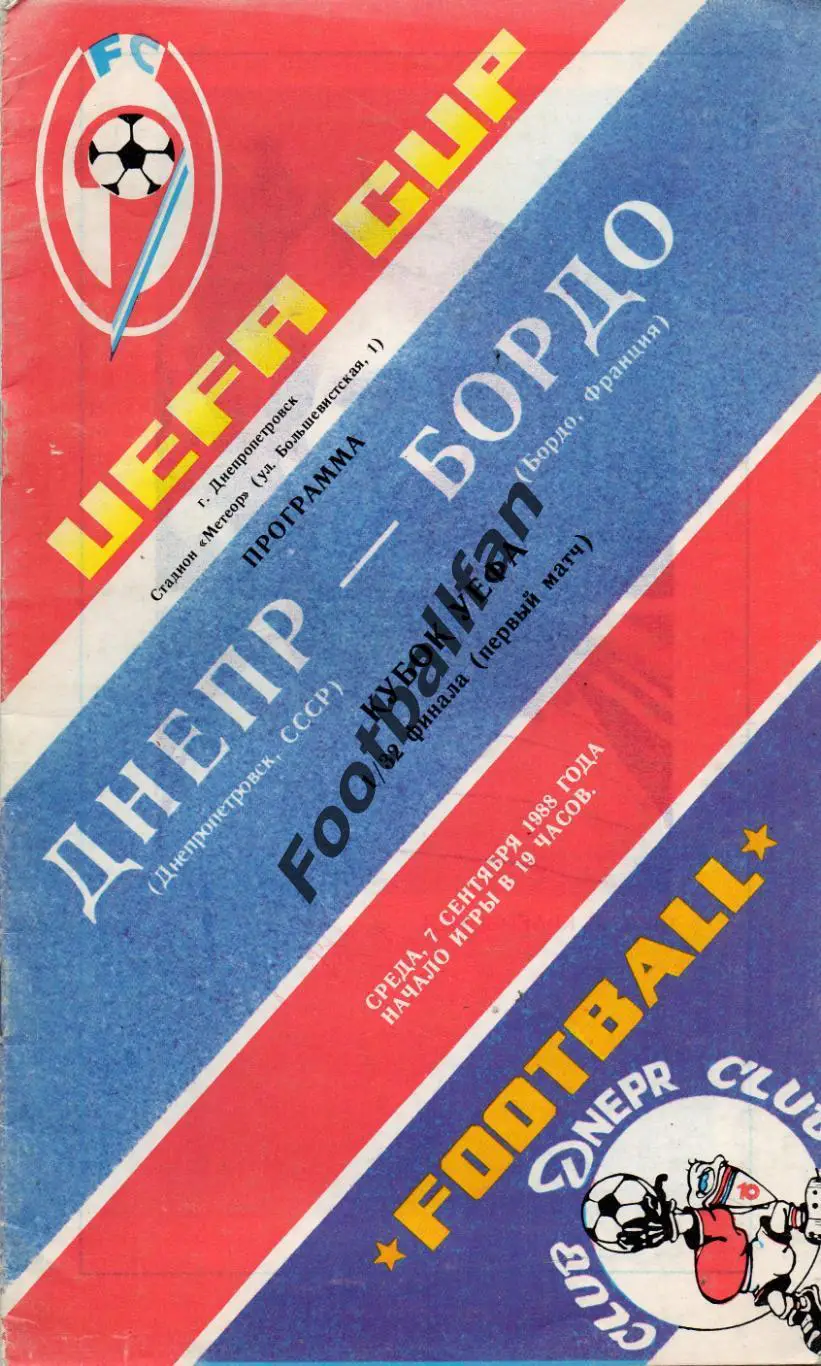 FC
UEFA CUP
г. Днепропетровск
Стадион «Метеор» (ул. Большевистская, 1)
ПРОГРАММА
ДНЕПР — БОРДО
(Днепропетровск, СССР)
(Бордо, Франция)
КУБОК УЕФА
1/32 финала (первый матч)
Footballfan
СРЕДА, 7 СЕНТЯБРЯ 1988 ГОДА
НАЧАЛО ИГРЫ В 19 ЧАСОВ.
FOOTBALL
DNEPR CLUB
CLUB
10